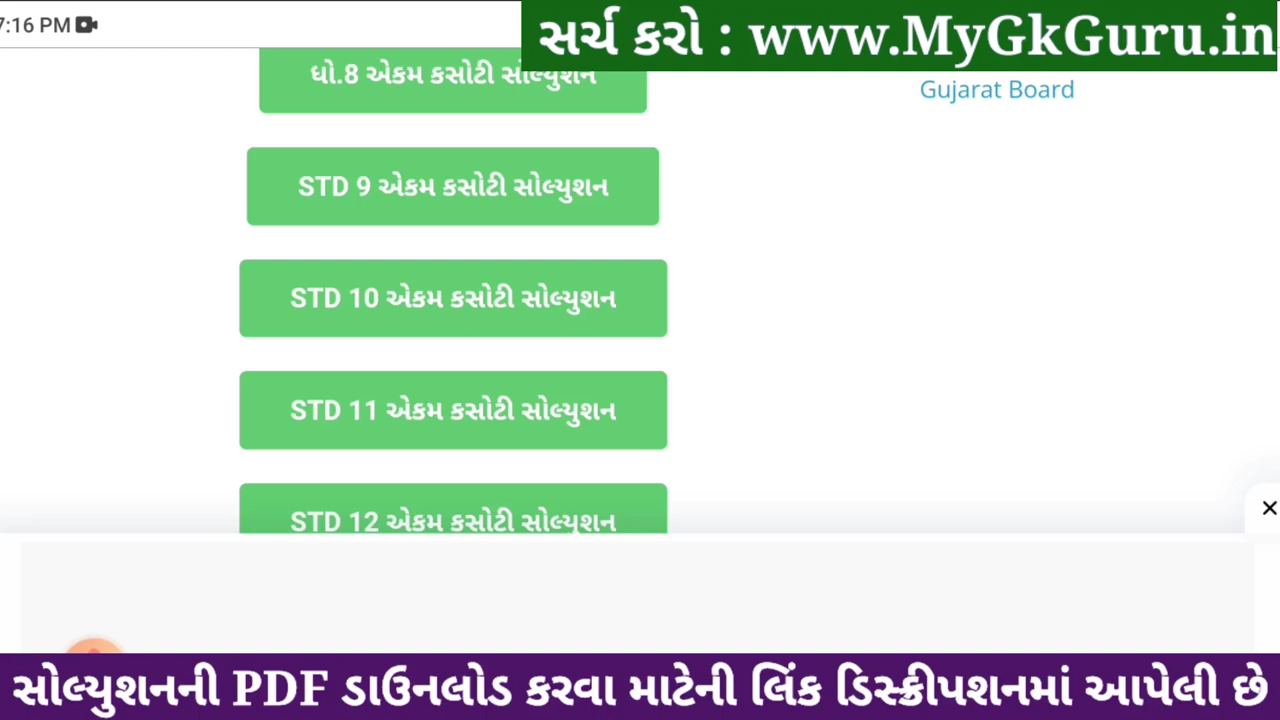 7:16 PM
સર્ચ કરો : www.MyGkGuru.in
Gujarat Board
ધો.8 એકમ કસોટી સોલ્યુશન
STD 9 એકમ કસોટી સોલ્યુશન
STD 10 એકમ કસોટી સોલ્યુશન
STD 11 એકમ કસોટી સોલ્યુશન
STD 12 એકમ કસોટી સોલ્યુશન
સોલ્યુશનની PDF ડાઉનલોડ કરવા માટેની લિંક ડિસ્ક્રીપશનમાં આપેલી છે